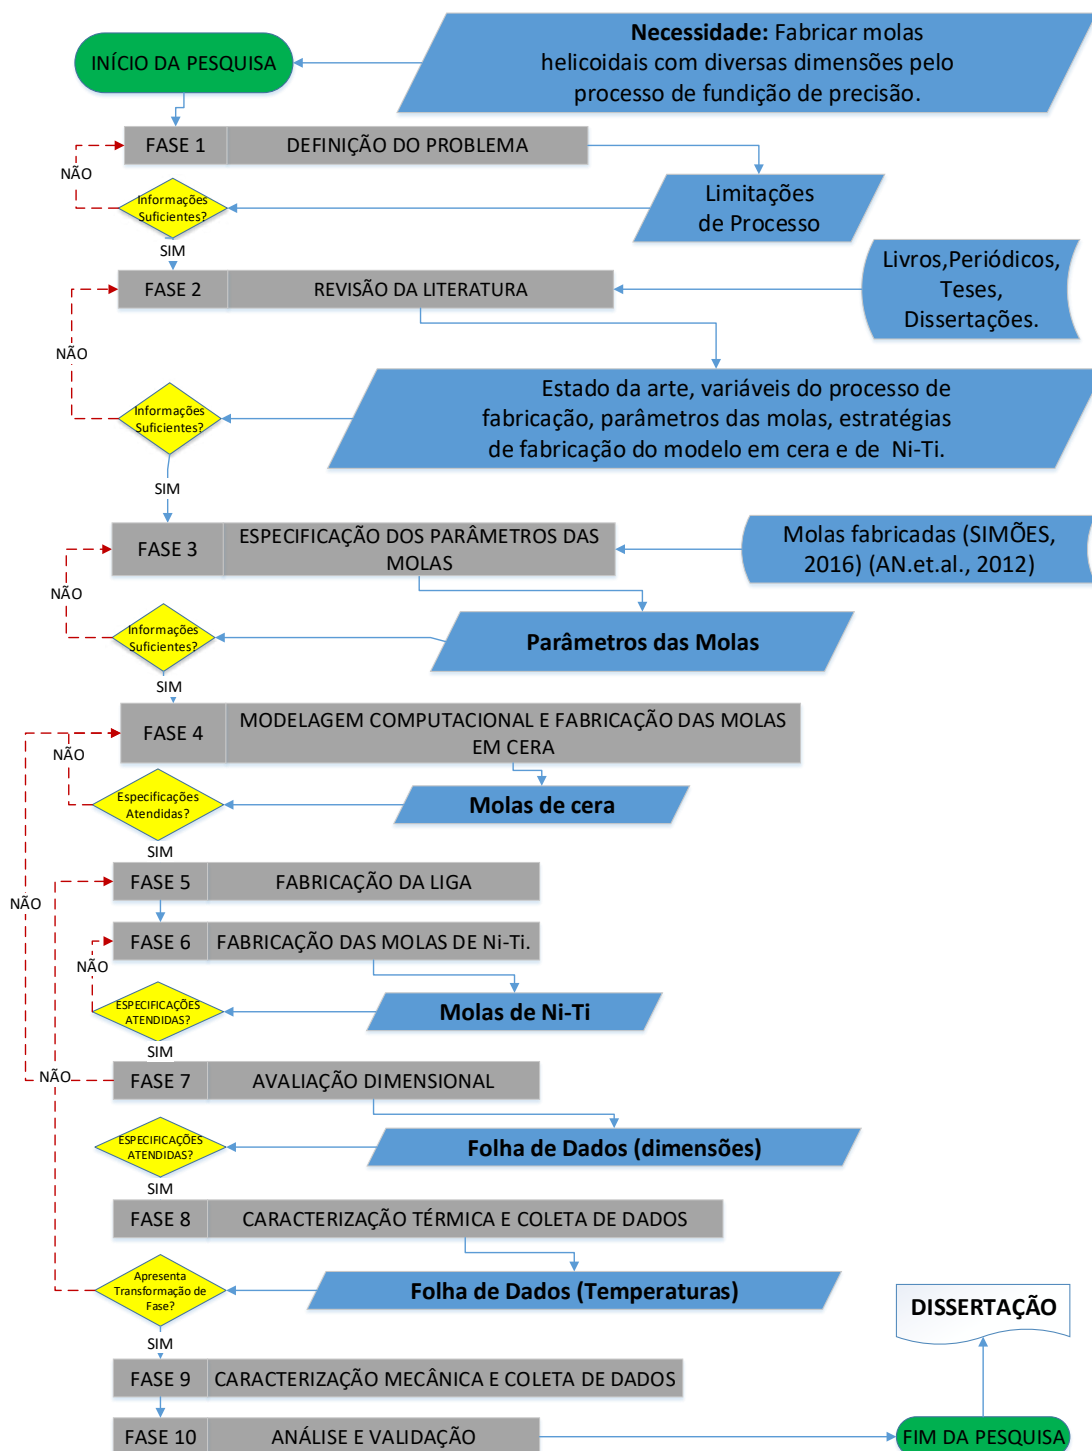 Necessidade: Fabricar molas
helicoidais com diversas dimensões pelo
processo de fundição de precisão.
INÍCIO DA PESQUISA
FASE 1
DEFINIÇÃO DO PROBLEMA
NÃO
Limitações
de Processo
Informações
Suficientes?
SIM
Livros,Periódicos,
Teses,
Dissertações.
FASE 2
REVISÃO DA LITERATURA
NÃO
Estado da arte, variáveis do processo de
fabricação, parâmetros das molas, estratégias
de fabricação do modelo em cera e de Ni-Ti.
Informações
Suficientes?
SIM
FASE 3
ESPECIFICAÇÃO DOS PARÂMETROS DAS
MOLAS
Molas fabricadas (SIMÕES,
2016) (AN.et.al., 2012)
NÃO
Informações
Suficientes?
Parâmetros das Molas
SIM
FASE 4
MODELAGEM COMPUTACIONAL E FABRICAÇÃO DAS MOLAS
EM CERA
NÃO
Especificações
Atendidas?
Molas de cera
SIM
FASE 5
FABRICAÇÃO DA LIGA
NÃO
FASE 6
FABRICAÇÃO DAS MOLAS DE Ni-Ti.
NÃO
ESPECIFICAÇÕES
ATENDIDAS?
Molas de Ni-Ti
SIM
NÃO
FASE 7
AVALIAÇÃO DIMENSIONAL
ESPECIFICAÇÕES
ATENDIDAS?
Folha de Dados (dimensões)
SIM
FASE 8
CARACTERIZAÇÃO TÉRMICA E COLETA DE DADOS
Apresenta
Transformação de
Fase?
Folha de Dados (Temperaturas)
DISSERTAÇÃO
SIM
FASE 9
CARACTERIZAÇÃO MECÂNICA E COLETA DE DADOS
FASE 10
ANÁLISE E VALIDAÇÃO
FIM DA PESQUISA